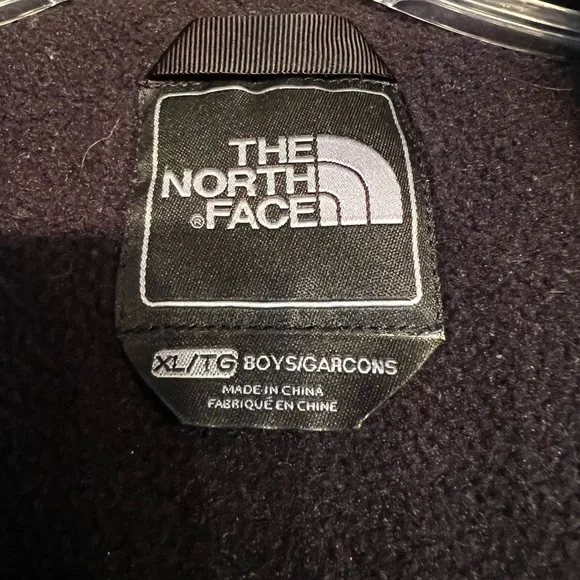 THE
NORTH
®FACE
XL/TG BOYS/GARCONS
MADE IN CHINA
FABRIQUÉ EN CHINE